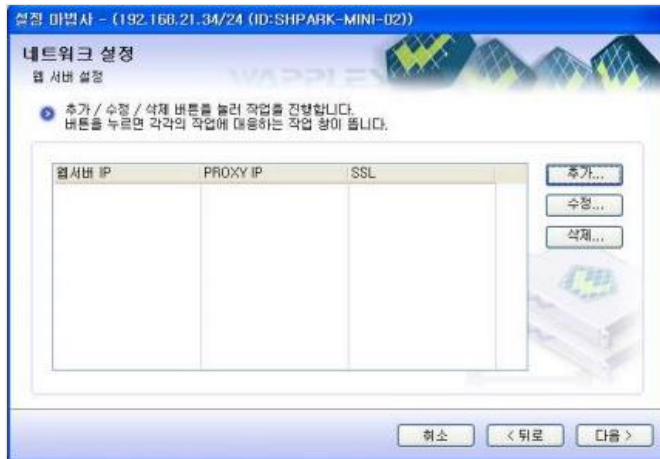 설정 마법사 - (192.168.21.34/24 (ID:SHPARK-MINI-02))
네트워크 설정
웹 서버 설정
WAPPLES
추가 / 수정 / 삭제 버튼을 눌러 작업을 진행합니다.
버튼을 누르면 각각의 작업에 대응하는 작업 창이 뜹니다.
웹서버 IP PROXY IP SSL
추가...
수정...
삭제...
취소 < 뒤로 다음 >